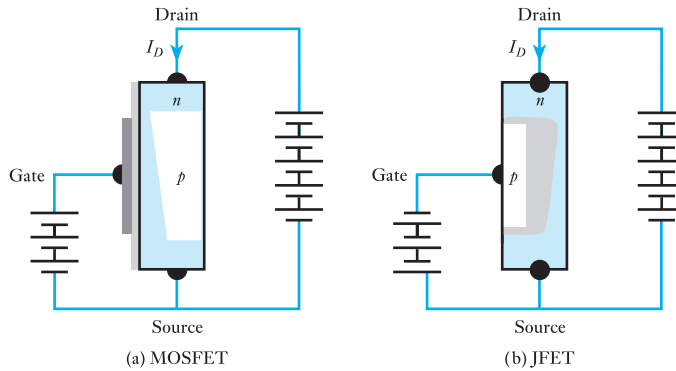 Drain
I_D
n
p
Gate
Source
(a) MOSFET
Drain
I_D
n
p
Gate
Source
(b) JFET